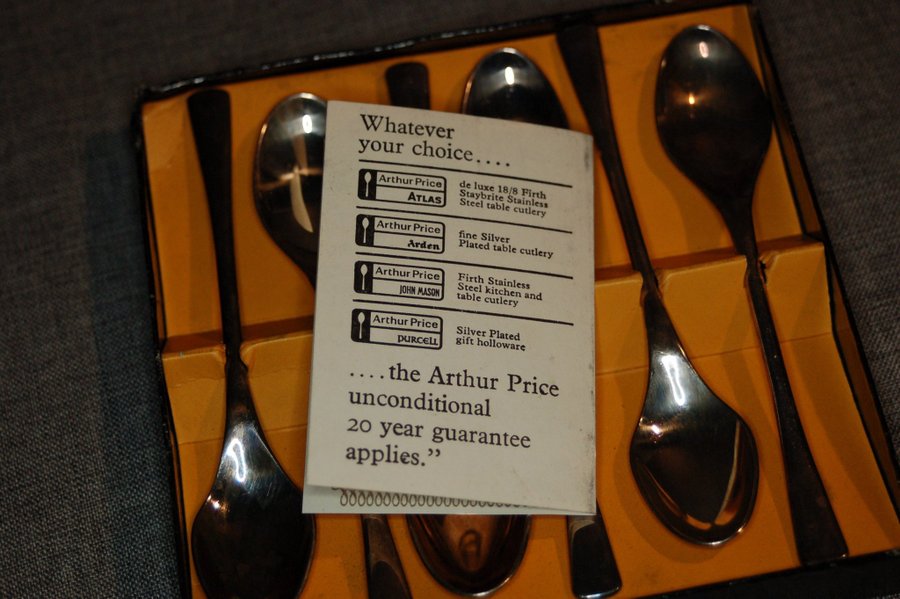 Whatever
your choice....
Arthur Price
ATLAS
de luxe 18/8 Firth
Staybrite Stainless
Steel table cutlery
Arthur Price
Arden
fine Silver
Plated table cutlery
Arthur Price
JOHN MASON
Firth Stainless
Steel kitchen and
table cutlery
Arthur Price
PURCELL
Silver Plated
gift holloware
....the Arthur Price
unconditional
20 year guarantee
applies.”